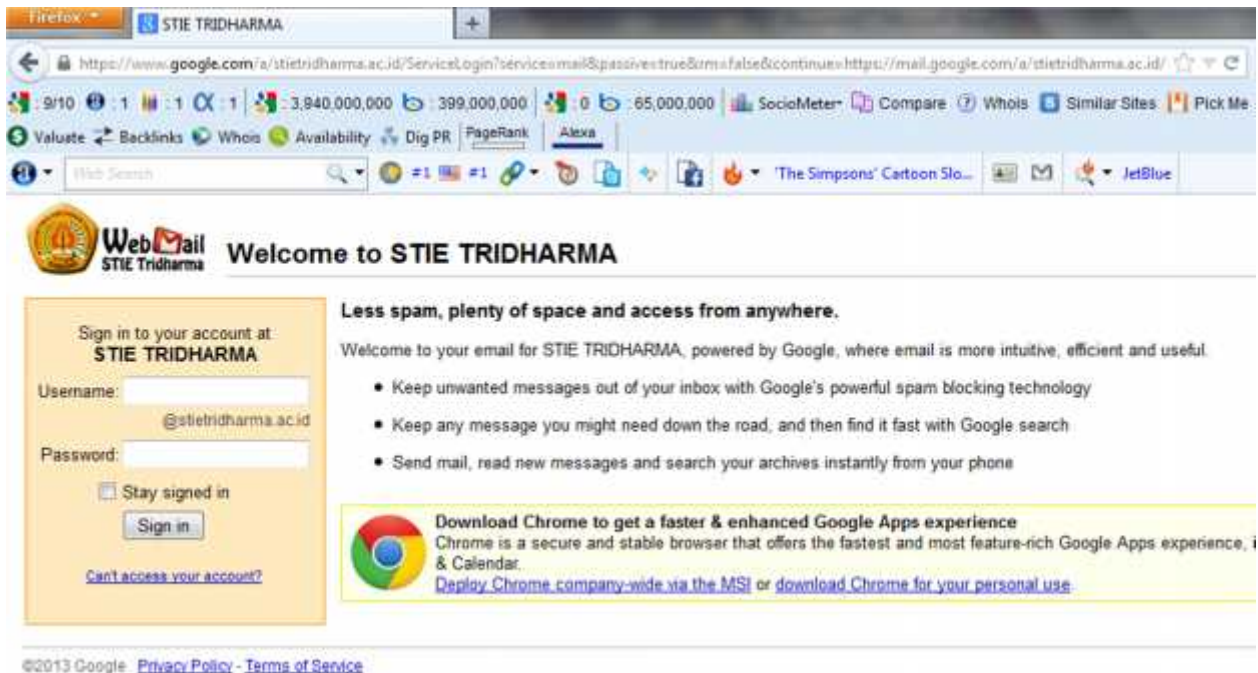 Firefox
STIE TRIDHARMA
https://www.google.com/a/stietridharma.ac.id/ServiceLogin?service=mail&passive=true&rm=false&continue=https://mail.google.com/a/stietridharma.ac.id/
: 9/10 : 1 : 1 : 1 : 3,940,000,000 : 399,000,000 : 0 : 65,000,000 SocioMeter Compare Whois Similar Sites Pick Me
Valuate Backlinks Whois Availability Dig PR PageRank Alexa
Web Search #1 #1 'The Simpsons' Cartoon Slo... JetBlue
WebMail
STIE Tridharma
Welcome to STIE TRIDHARMA
Sign in to your account at
STIE TRIDHARMA
Username:
@stietridharma.ac.id
Password:
Stay signed in
Sign in
Can't access your account?
Less spam, plenty of space and access from anywhere.
Welcome to your email for STIE TRIDHARMA, powered by Google, where email is more intuitive, efficient and useful.
• Keep unwanted messages out of your inbox with Google's powerful spam blocking technology
• Keep any message you might need down the road, and then find it fast with Google search
• Send mail, read new messages and search your archives instantly from your phone
Download Chrome to get a faster & enhanced Google Apps experience
Chrome is a secure and stable browser that offers the fastest and most feature-rich Google Apps experience,
& Calendar.
Deploy Chrome company-wide via the MSI or download Chrome for your personal use.
©2013 Google Privacy Policy - Terms of Service